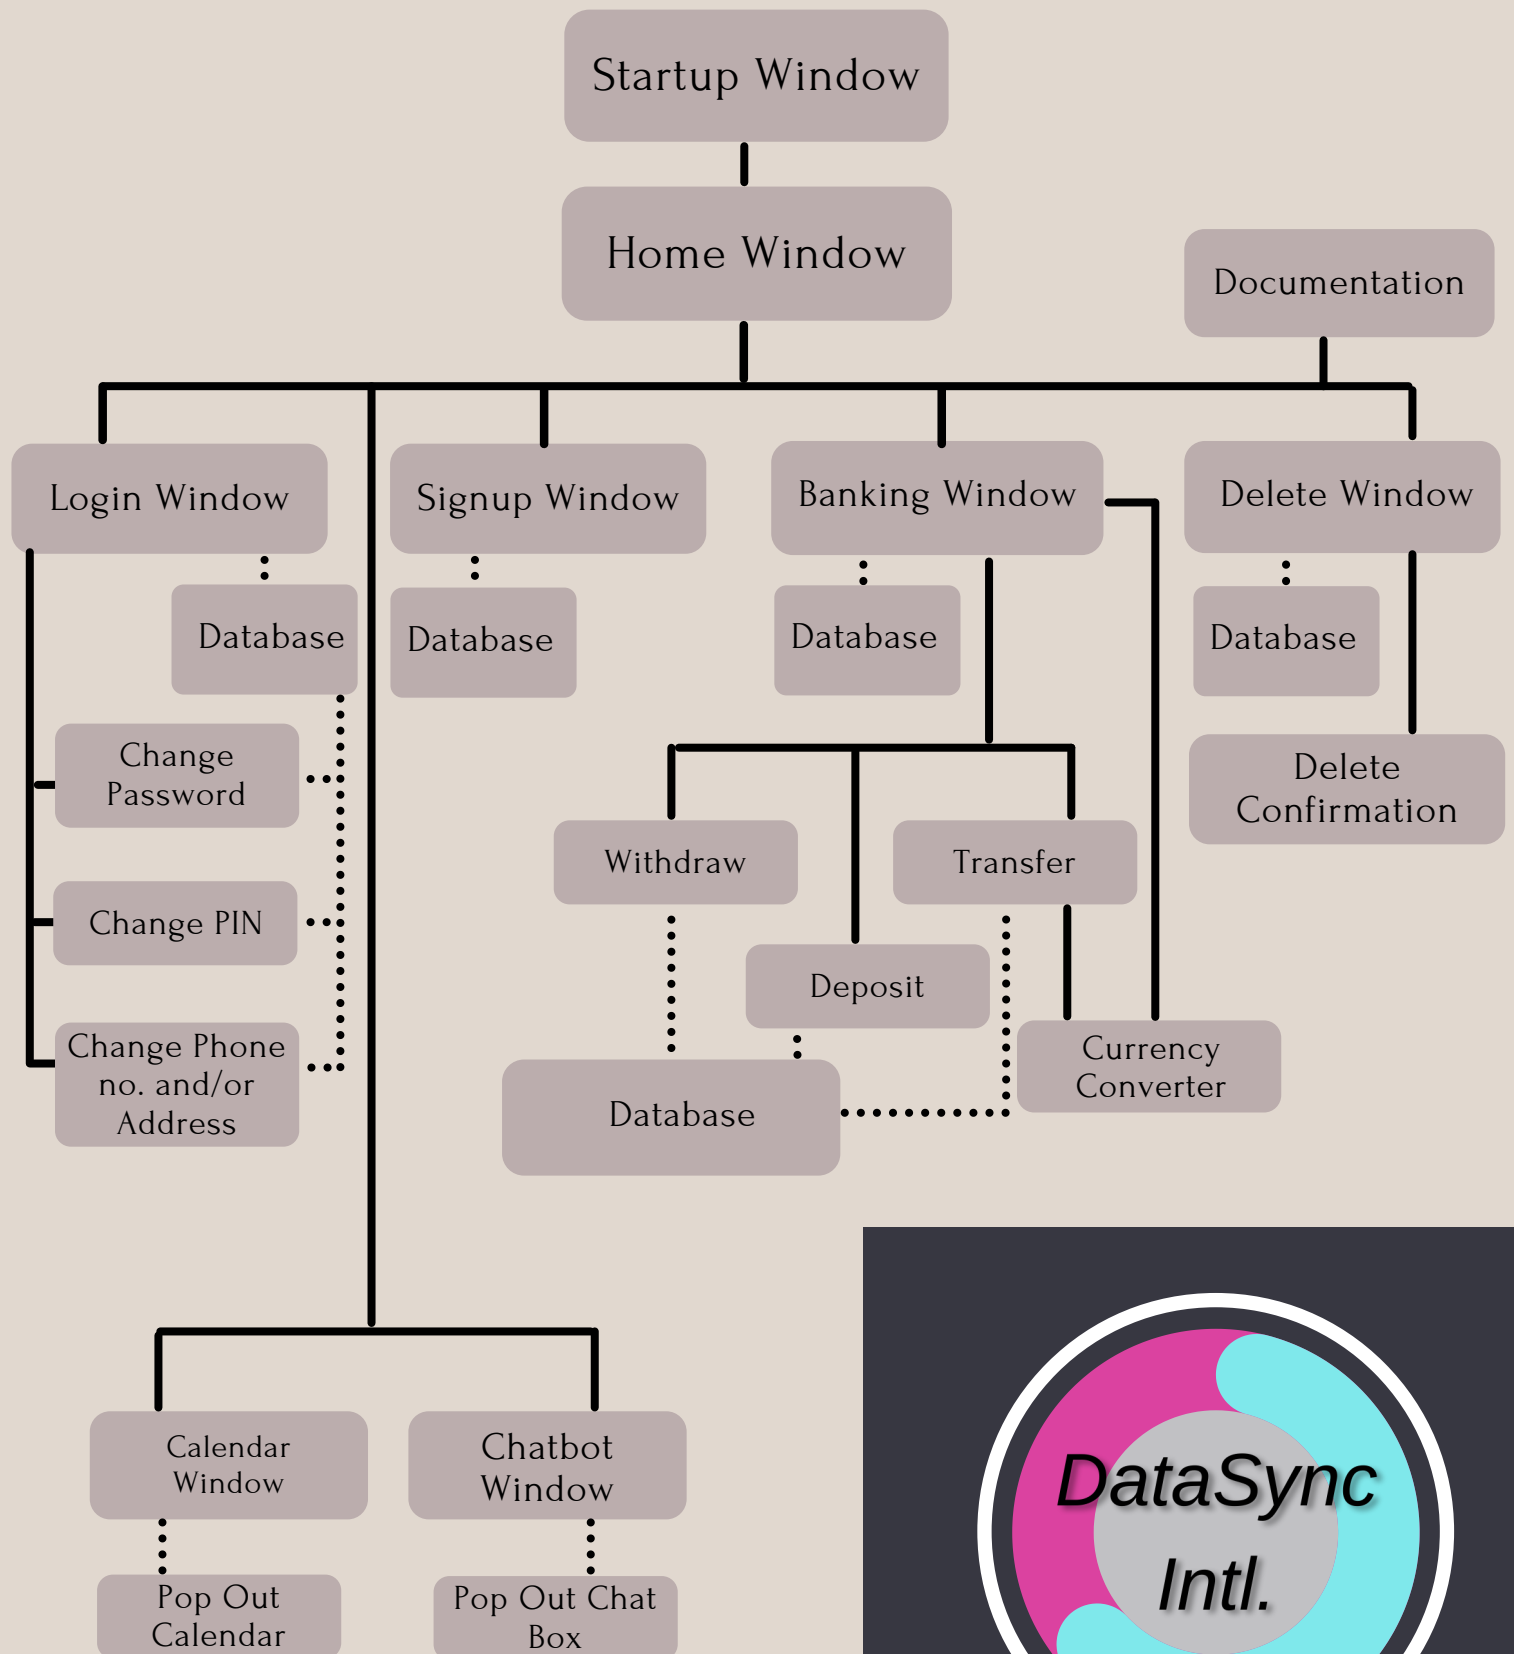 Startup Window
Home Window
Documentation
Login Window
Signup Window
Banking Window
Delete Window
Database
Database
Database
Database
Change
Password
Delete
Confirmation
Withdraw
Transfer
Change PIN
Deposit
Change Phone
no. and/or
Address
Currency
Converter
Database
Calendar
Window
Chatbot
Window
DataSync
Intl.
Pop Out
Calendar
Pop Out Chat
Box